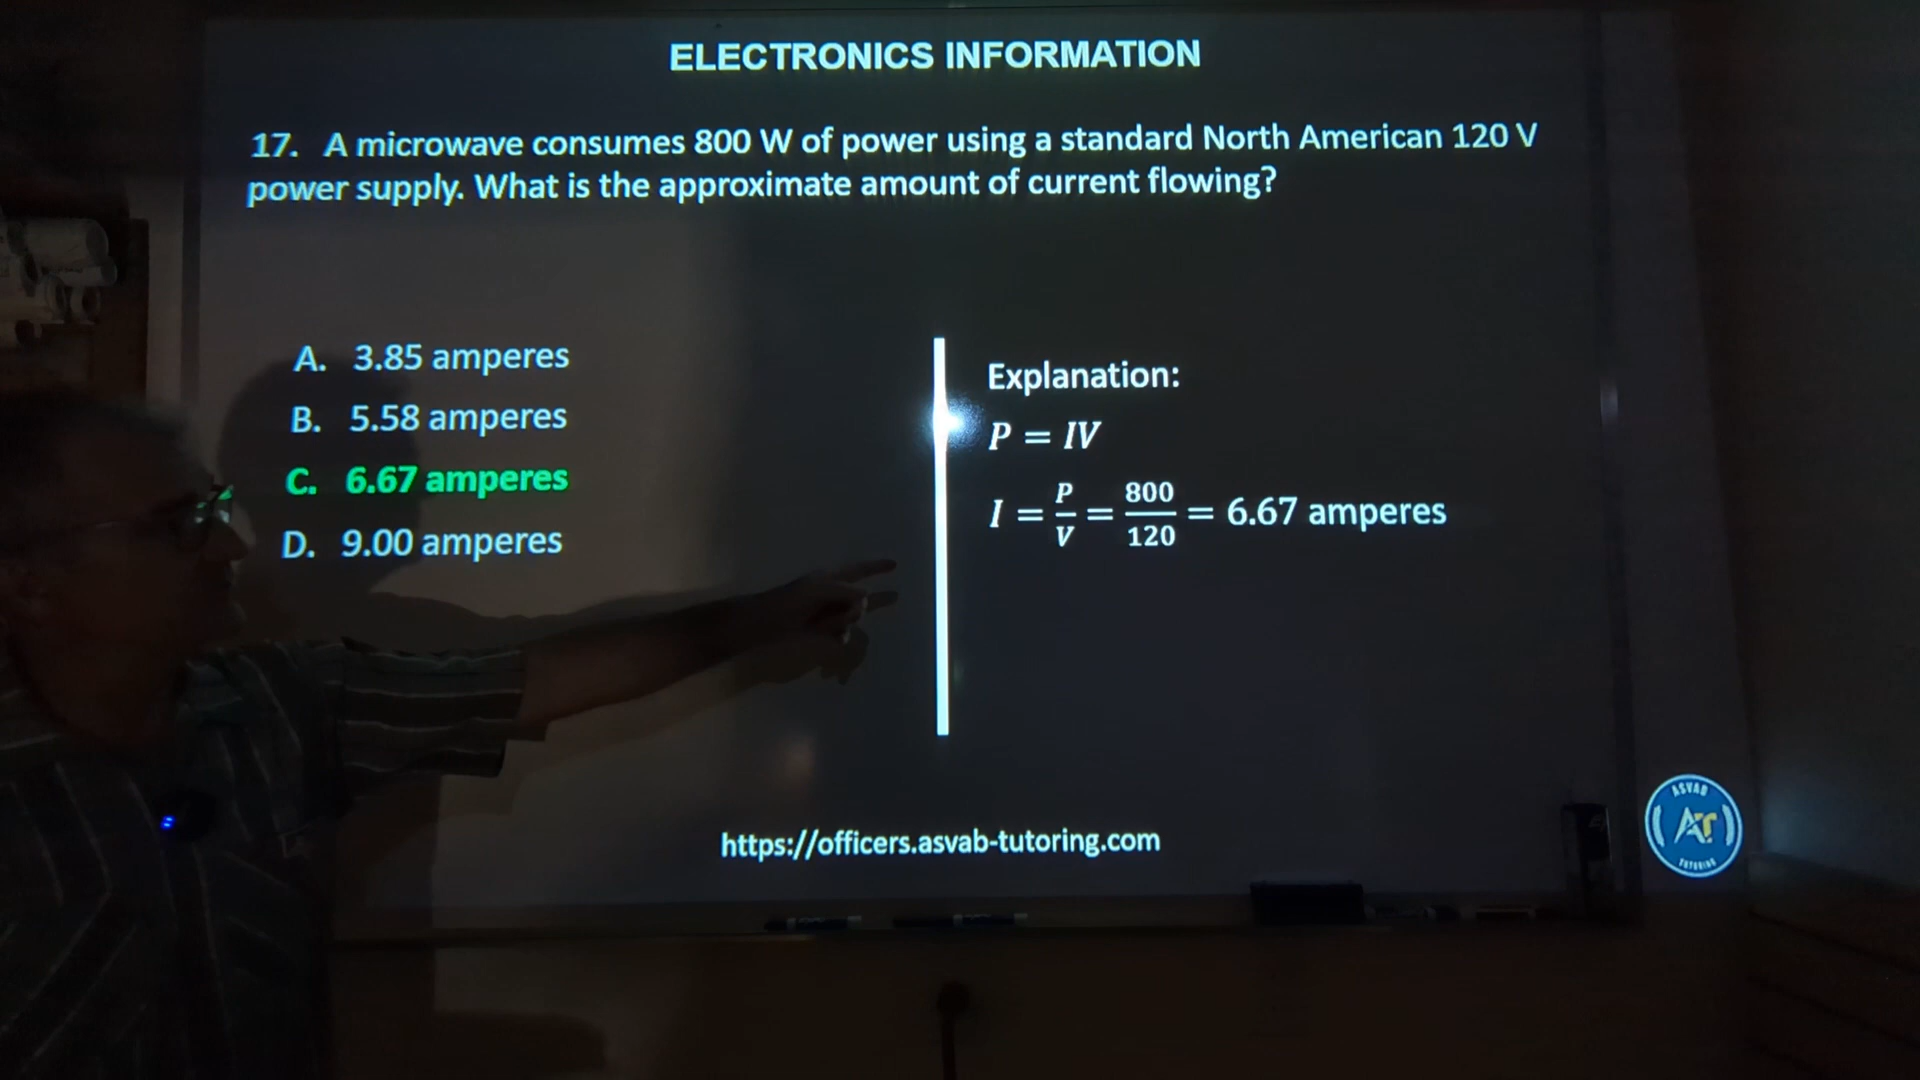 ELECTRONICS INFORMATION
17. A microwave consumes 800 W of power using a standard North American 120 V
power supply. What is the approximate amount of current flowing?
A. 3.85 amperes
B. 5.58 amperes
C. 6.67 amperes
D. 9.00 amperes
Explanation:
P = IV
I = P/V = 800/120 = 6.67 amperes
https://officers.asvab-tutoring.com
ASVAB
AT
TUTORING